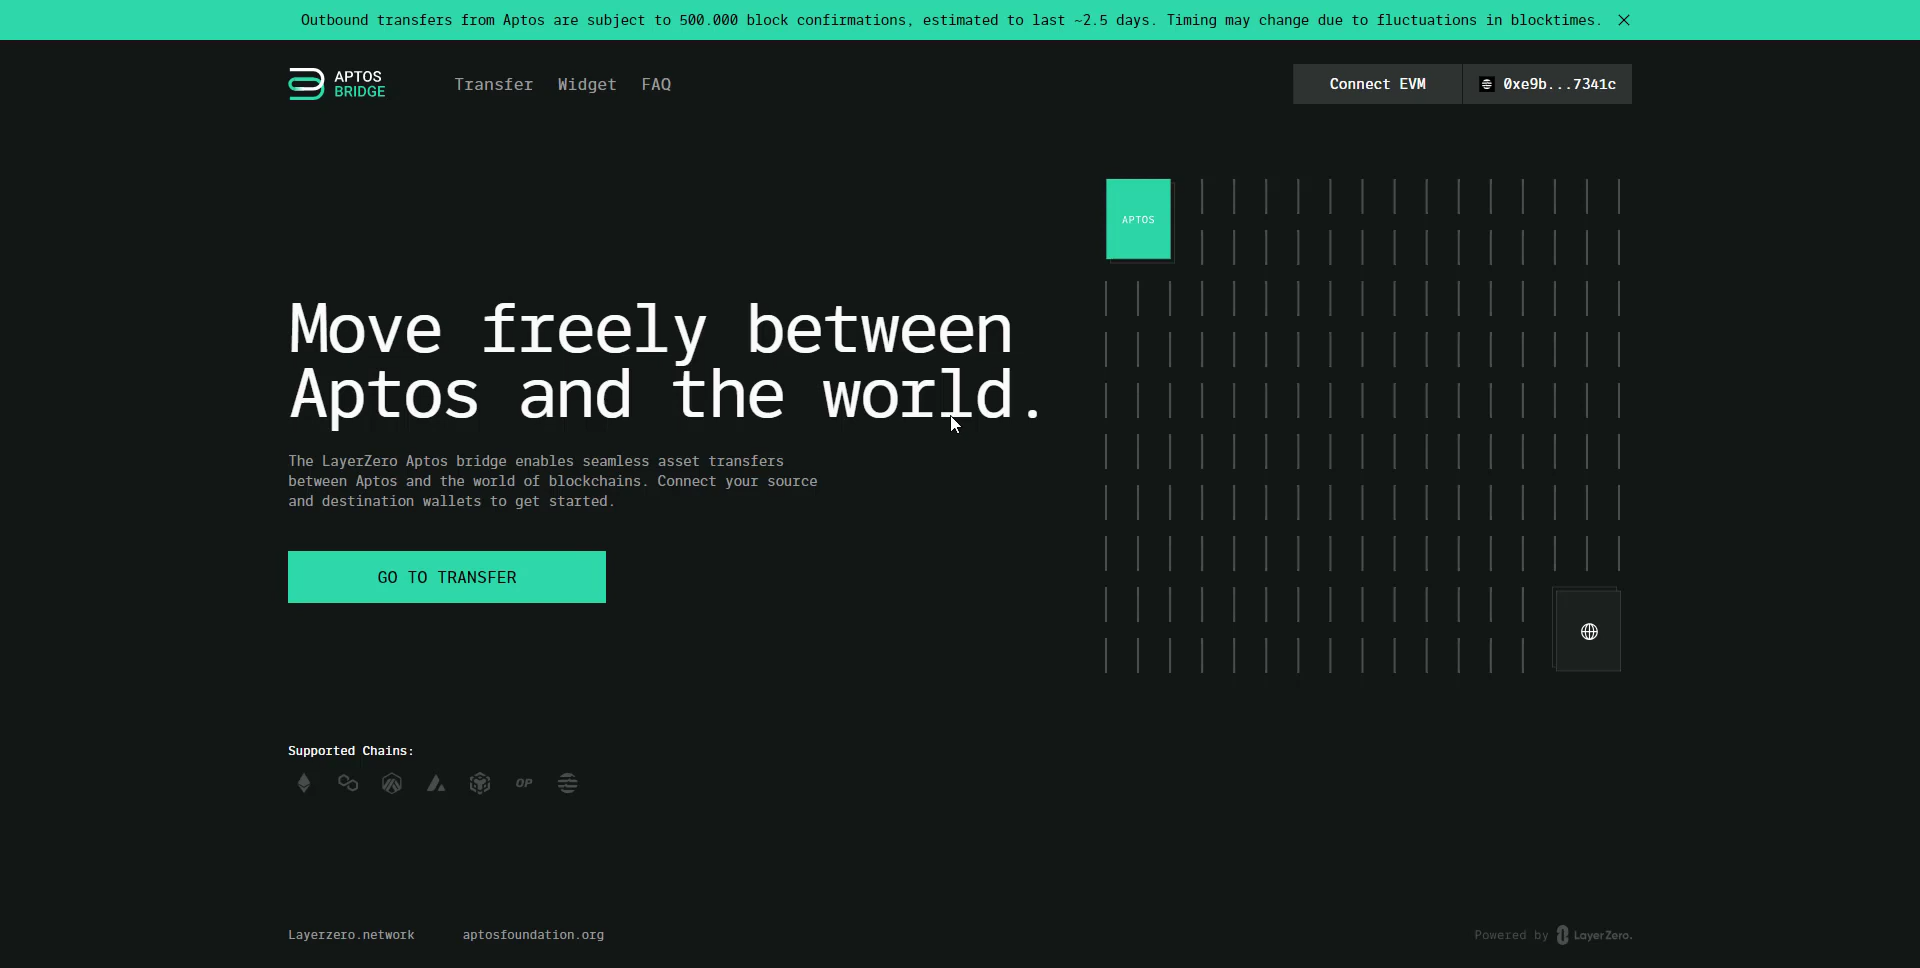 Outbound transfers from Aptos are subject to 500.000 block confirmations, estimated to last ~2.5 days. Timing may change due to fluctuations in blocktimes.
APTOS
BRIDGE
Transfer Widget FAQ
Connect EVM
0xe9b...7341c
APTOS
Move freely between
Aptos and the world.
The LayerZero Aptos bridge enables seamless asset transfers
between Aptos and the world of blockchains. Connect your source
and destination wallets to get started.
GO TO TRANSFER
Supported Chains:
OP
Layerzero.network aptosfoundation.org
Powered by LayerZero.